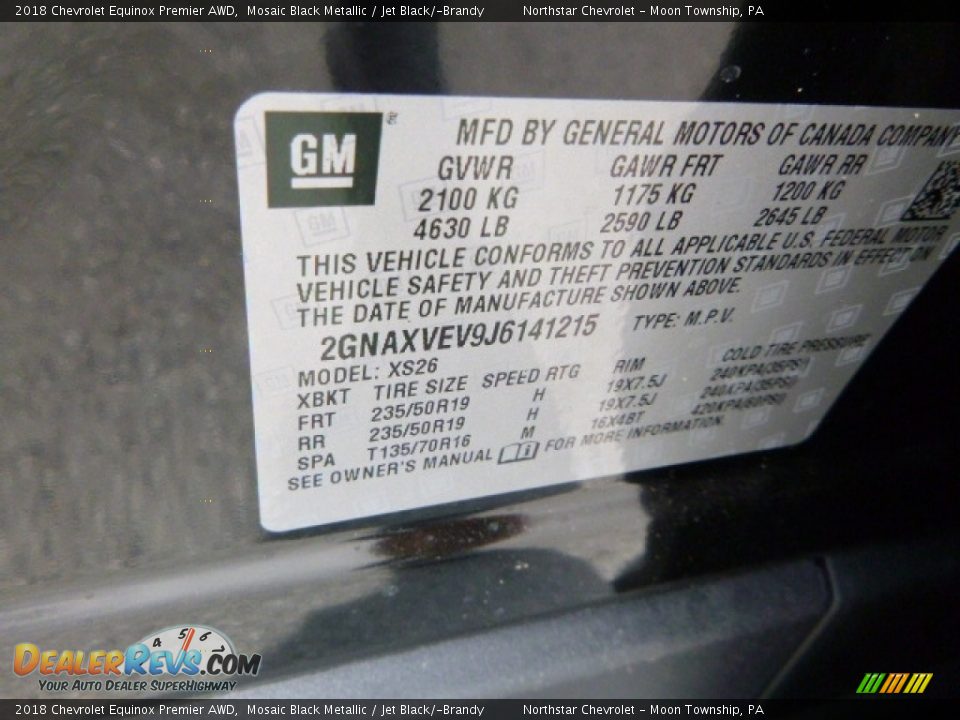 2018 Chevrolet Equinox Premier AWD, Mosaic Black Metallic / Jet Black/­Brandy Northstar Chevrolet - Moon Township, PA
GM
MFD BY GENERAL MOTORS OF CANADA COMPANY
GVWR GAWR FRT GAWR RR
2100 KG 1175 KG 1200 KG
4630 LB 2590 LB 2645 LB
THIS VEHICLE CONFORMS TO ALL APPLICABLE U.S. FEDERAL MOTOR
VEHICLE SAFETY AND THEFT PREVENTION STANDARDS IN EFFECT ON
THE DATE OF MANUFACTURE SHOWN ABOVE.
2GNAXVEV9J6141215 TYPE: M.P.V.
MODEL: XS26
XBKT TIRE SIZE SPEED RTG RIM COLD TIRE PRESSURE
FRT 235/50R19 H 19X7.5J 240KPA(35PSI)
RR 235/50R19 H 19X7.5J 240KPA(35PSI)
SPA T135/70R16 M 16X4BT 420KPA(60PSI)
SEE OWNER'S MANUAL FOR MORE INFORMATION.
4 5 6
DealerRevs.com
Your Auto Dealer SuperHighway
2018 Chevrolet Equinox Premier AWD, Mosaic Black Metallic / Jet Black/­Brandy Northstar Chevrolet - Moon Township, PA